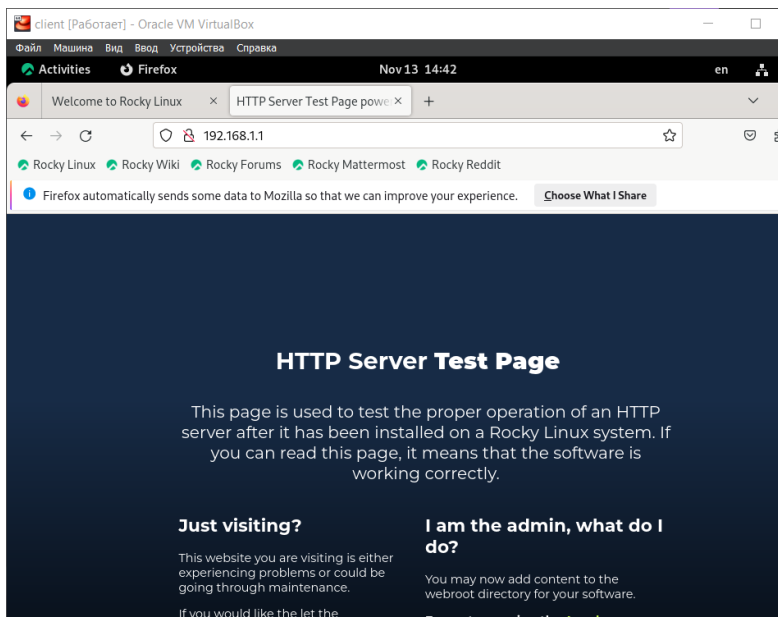 client [Работает] - Oracle VM VirtualBox
Файл Машина Вид Ввод Устройства Справка
Activities Firefox Nov 13 14:42 en
Welcome to Rocky Linux × HTTP Server Test Page powe × +
192.168.1.1
Rocky Linux Rocky Wiki Rocky Forums Rocky Mattermost Rocky Reddit
Firefox automatically sends some data to Mozilla so that we can improve your experience. Choose What I Share
HTTP Server Test Page
This page is used to test the proper operation of an HTTP
server after it has been installed on a Rocky Linux system. If
you can read this page, it means that the software is
working correctly.
Just visiting?
This website you are visiting is either
experiencing problems or could be
going through maintenance.
If you would like the let the
I am the admin, what do I
do?
You may now add content to the
webroot directory for your software.